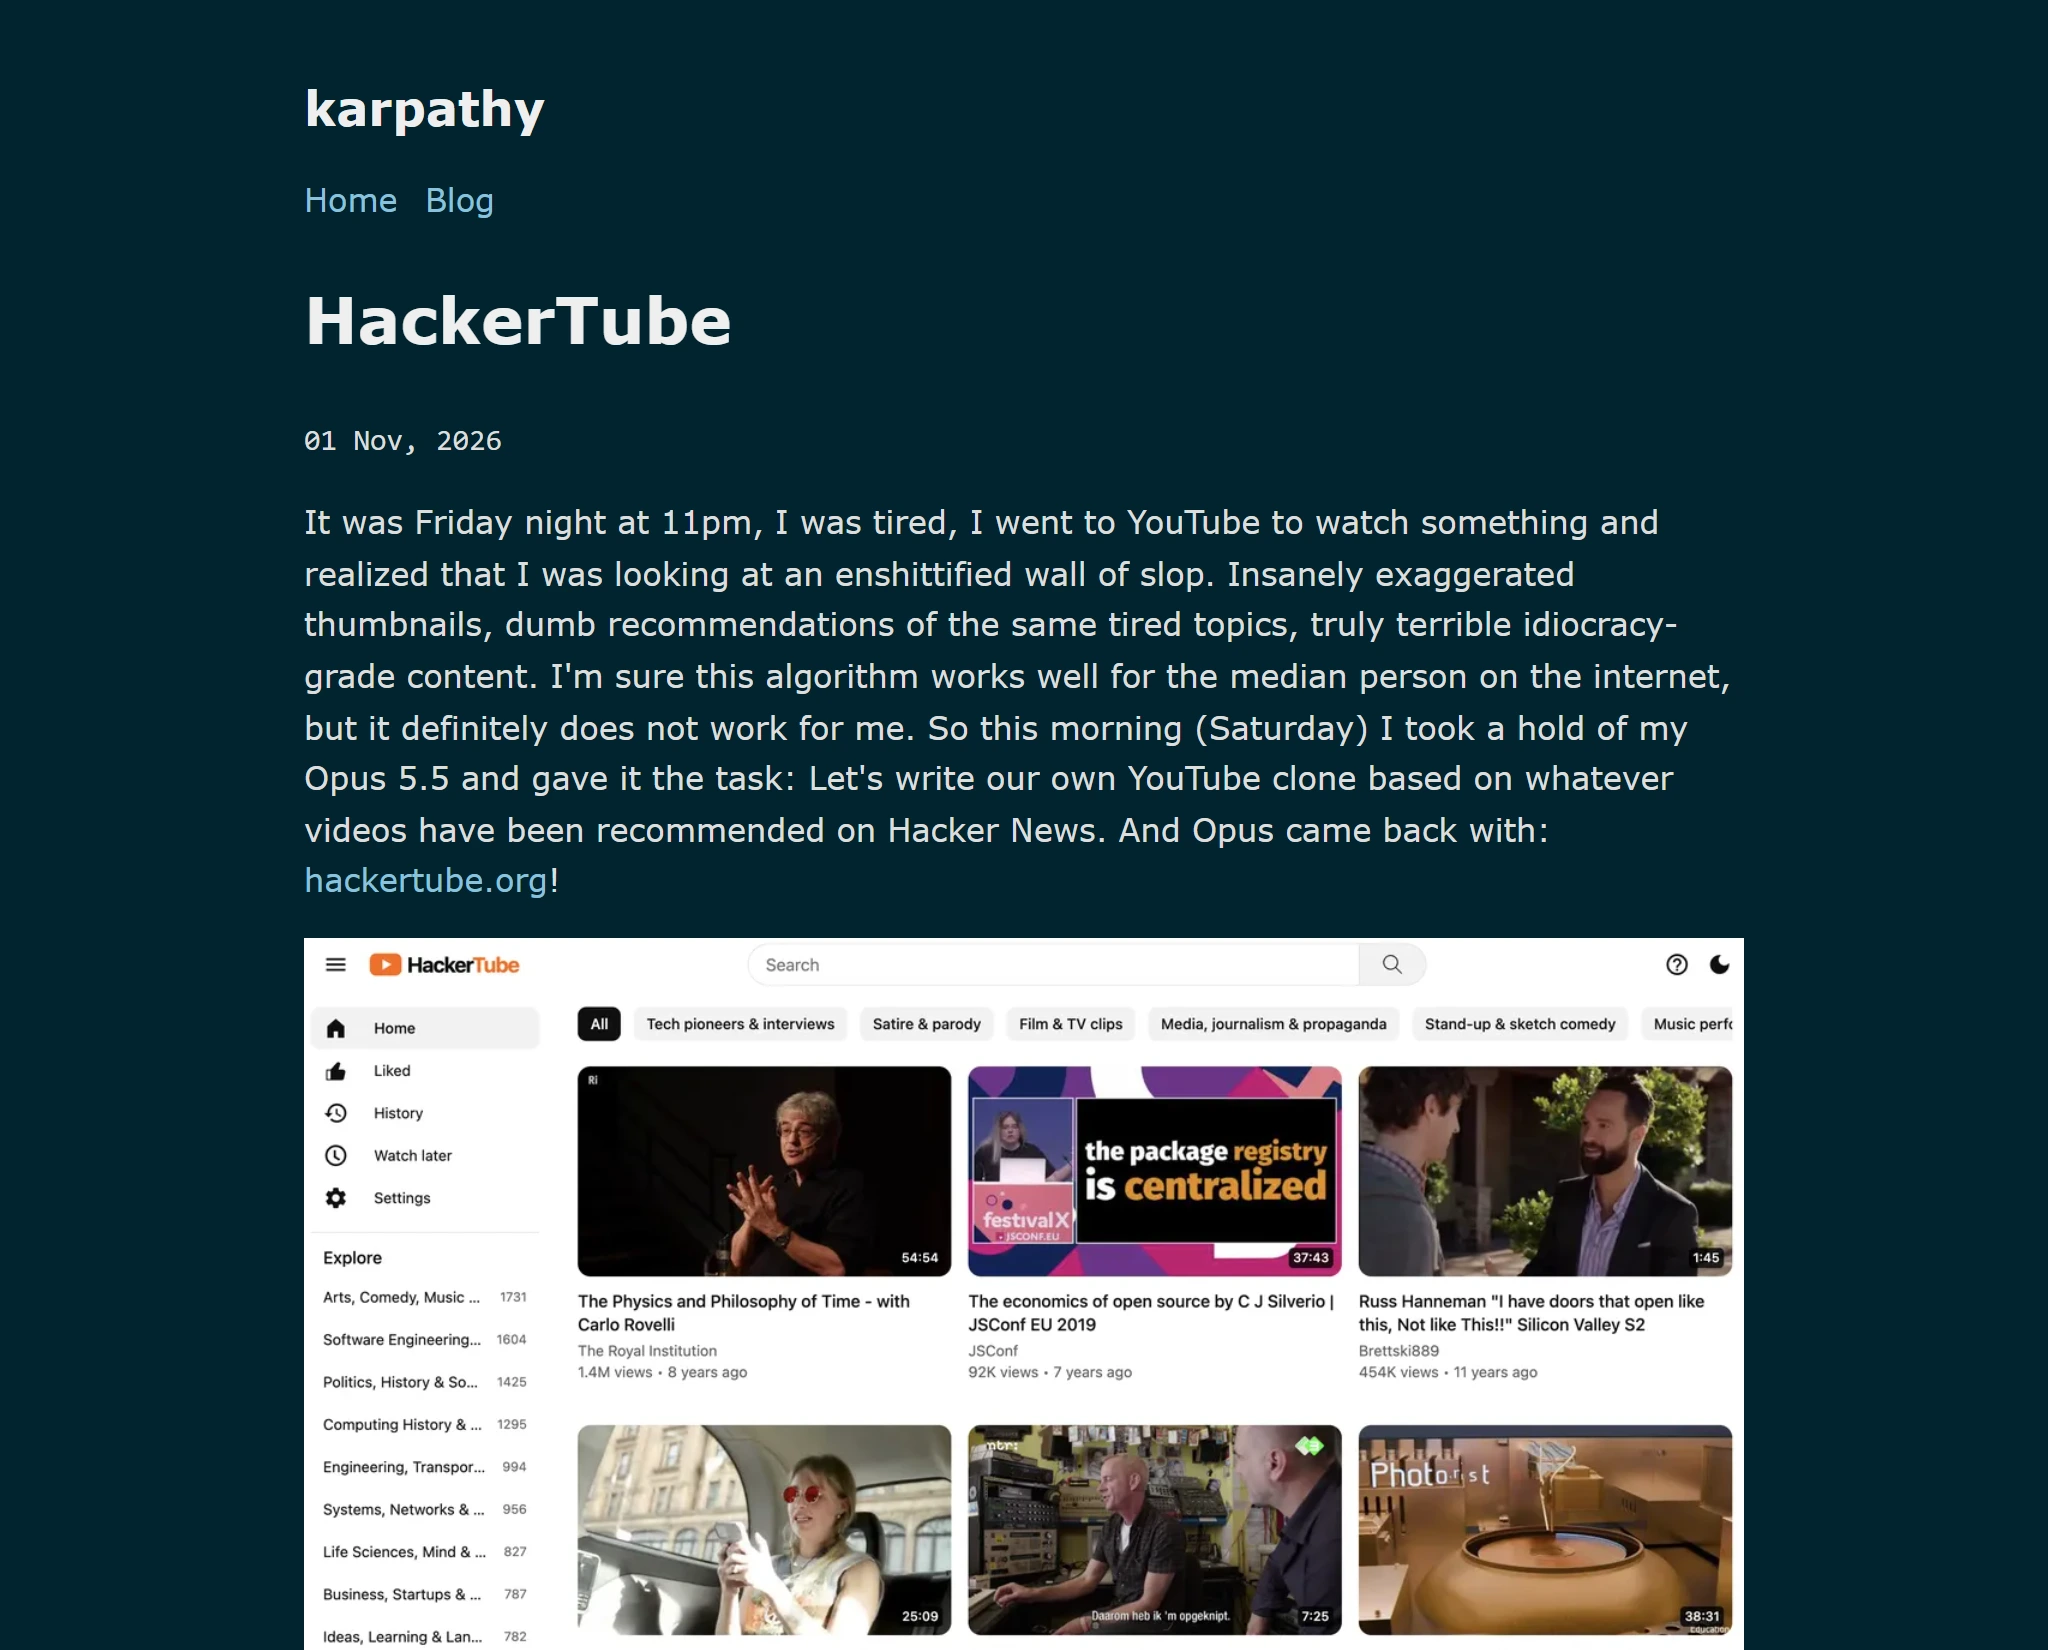 karpathy
Home Blog
HackerTube
01 Nov, 2026
It was Friday night at 11pm, I was tired, I went to YouTube to watch something and
realized that I was looking at an enshittified wall of slop. Insanely exaggerated
thumbnails, dumb recommendations of the same tired topics, truly terrible idiocracy-
grade content. I'm sure this algorithm works well for the median person on the internet,
but it definitely does not work for me. So this morning (Saturday) I took a hold of my
Opus 5.5 and gave it the task: Let's write our own YouTube clone based on whatever
videos have been recommended on Hacker News. And Opus came back with:
hackertube.org!
HackerTube
Search
Home
Liked
History
Watch later
Settings
Explore
Arts, Comedy, Music ... 1731
Software Engineering... 1604
Politics, History & So... 1425
Computing History & ... 1295
Engineering, Transpor... 994
Systems, Networks & ... 956
Life Sciences, Mind & ... 827
Business, Startups & ... 787
Ideas, Learning & Lan... 782
All Tech pioneers & interviews Satire & parody Film & TV clips Media, journalism & propaganda Stand-up & sketch comedy Music perfo
Ri
54:54
The Physics and Philosophy of Time - with
Carlo Rovelli
The Royal Institution
1.4M views • 8 years ago
the package registry
is centralized
festivalX
JSCONF.EU
37:43
The economics of open source by C J Silverio |
JSConf EU 2019
JSConf
92K views • 7 years ago
1:45
Russ Hanneman "I have doors that open like
this, Not like This!!" Silicon Valley S2
Brettski889
454K views • 11 years ago
25:09
ntr:
Daarom heb ik 'm opgeknipt.
7:25
38:31